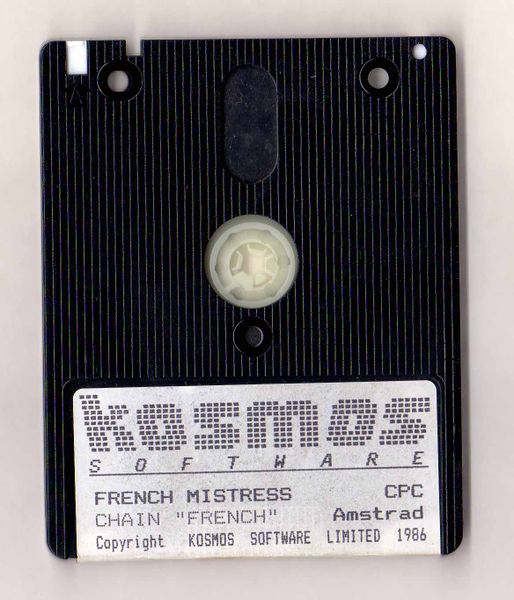 kosmos
SOFTWARE
FRENCH MISTRESS CPC
CHAIN "FRENCH" Amstrad
Copyright KOSMOS SOFTWARE LIMITED 1986